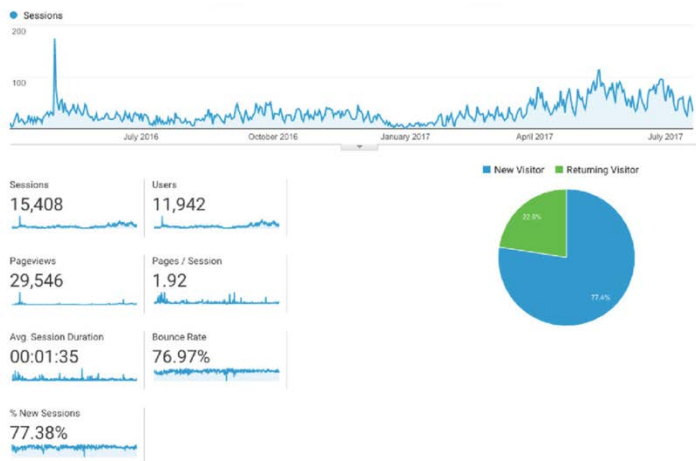 Sessions
200
100
July 2016 October 2016 January 2017 April 2017 July 2017
New Visitor Returning Visitor
Sessions Users
15,408 11,942
22.6%
Pageviews Pages / Session
29,546 1.92
77.4%
Avg. Session Duration Bounce Rate
00:01:35 76.97%
% New Sessions
77.38%